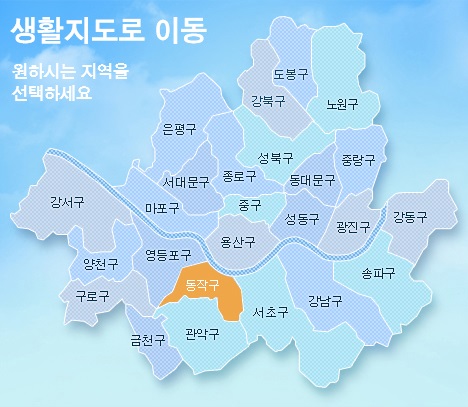 생활지도로 이동
원하시는 지역을
선택하세요
도봉구
강북구
노원구
은평구
성북구
중랑구
서대문구
종로구
동대문구
강서구
마포구
중구
성동구
광진구
강동구
용산구
양천구
영등포구
송파구
동작구
구로구
강남구
서초구
금천구
관악구